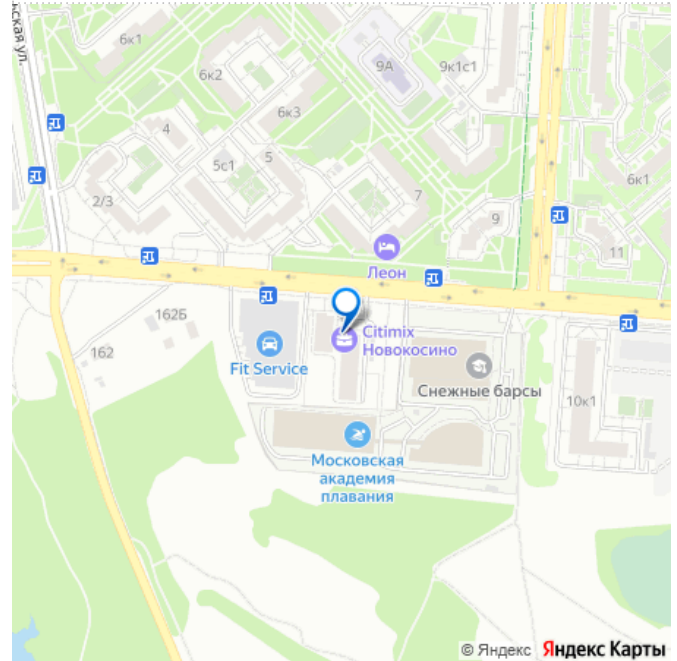 ьская ул.
6к1
6к2
9А
9к1с1
6к3
4
5с1
5
2/3
7
6к1
9
11
Леон
162Б
162
Fit Service
Citimix
Новокосино
Снежные барсы
10к1
Московская
академия
плавания
© Яндекс Яндекс Карты